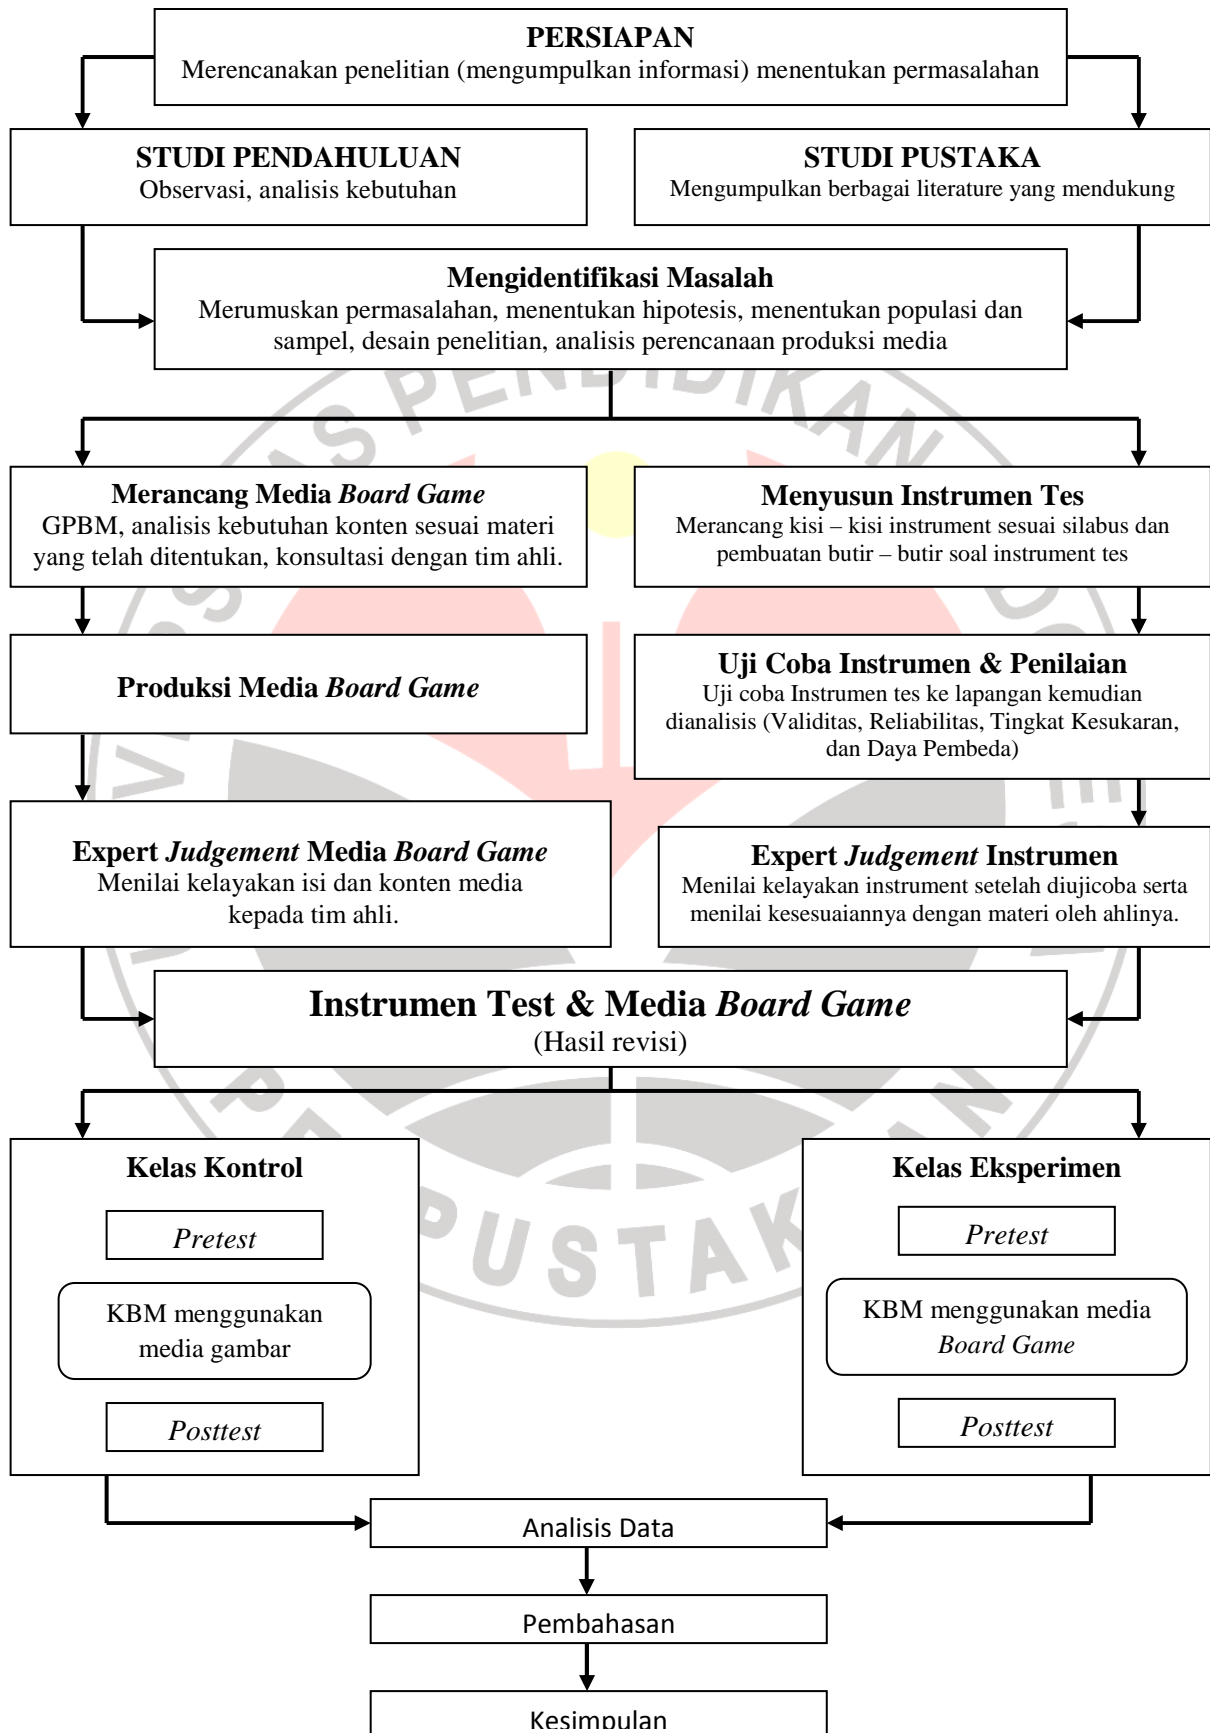 PERSIAPAN
Merencanakan penelitian (mengumpulkan informasi) menentukan permasalahan
STUDI PENDAHULUAN
Observasi, analisis kebutuhan
STUDI PUSTAKA
Mengumpulkan berbagai literature yang mendukung
Mengidentifikasi Masalah
Merumuskan permasalahan, menentukan hipotesis, menentukan populasi dan
sampel, desain penelitian, analisis perencanaan produksi media
Merancang Media Board Game
GPBM, analisis kebutuhan konten sesuai materi
yang telah ditentukan, konsultasi dengan tim ahli.
Menyusun Instrumen Tes
Merancang kisi – kisi instrument sesuai silabus dan
pembuatan butir – butir soal instrument tes
Produksi Media Board Game
Uji Coba Instrumen & Penilaian
Uji coba Instrumen tes ke lapangan kemudian
dianalisis (Validitas, Reliabilitas, Tingkat Kesukaran,
dan Daya Pembeda)
Expert Judgement Media Board Game
Menilai kelayakan isi dan konten media
kepada tim ahli.
Expert Judgement Instrumen
Menilai kelayakan instrument setelah diujicoba serta
menilai kesesuaiannya dengan materi oleh ahlinya.
Instrumen Test & Media Board Game
(Hasil revisi)
Kelas Kontrol
Pretest
KBM menggunakan
media gambar
Posttest
Kelas Eksperimen
Pretest
KBM menggunakan media
Board Game
Posttest
Analisis Data
Pembahasan
Kesimpulan
PENDIDIKAN